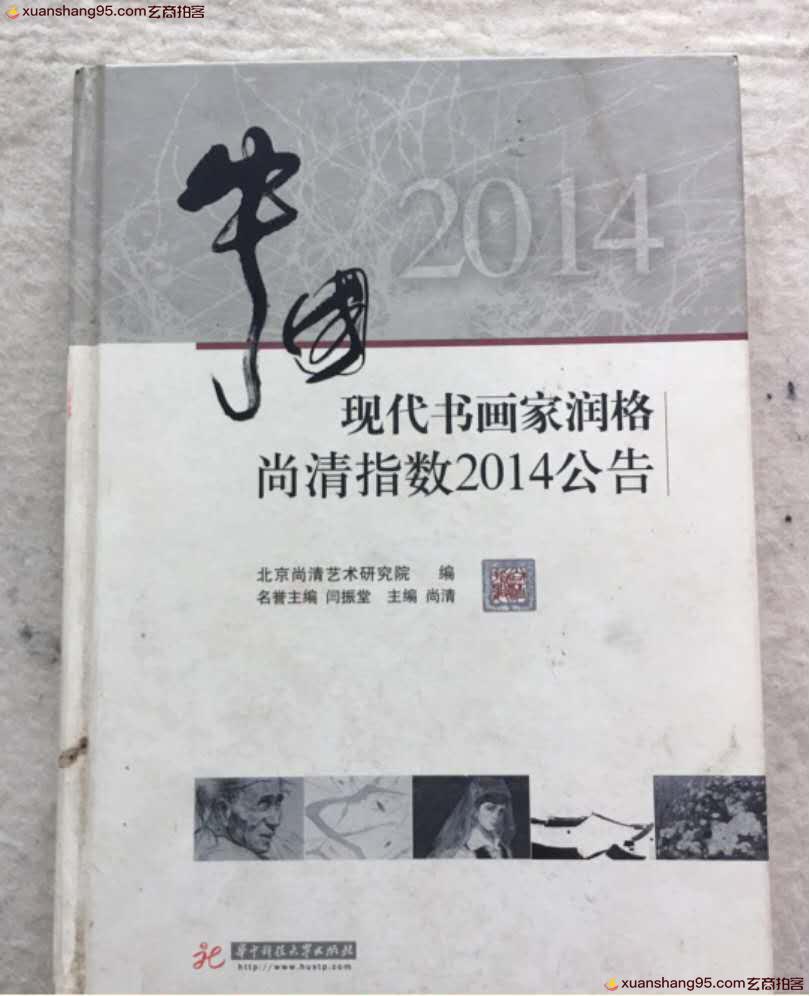 xuanshang95.com玄商拍客
2014
中国
现代书画家润格
尚清指数2014公告
北京尚清艺术研究院 编
名誉主编 闫振堂 主编 尚清
华中科技大学出版社
http://www.hustp.com
xuanshang95.com玄商拍客